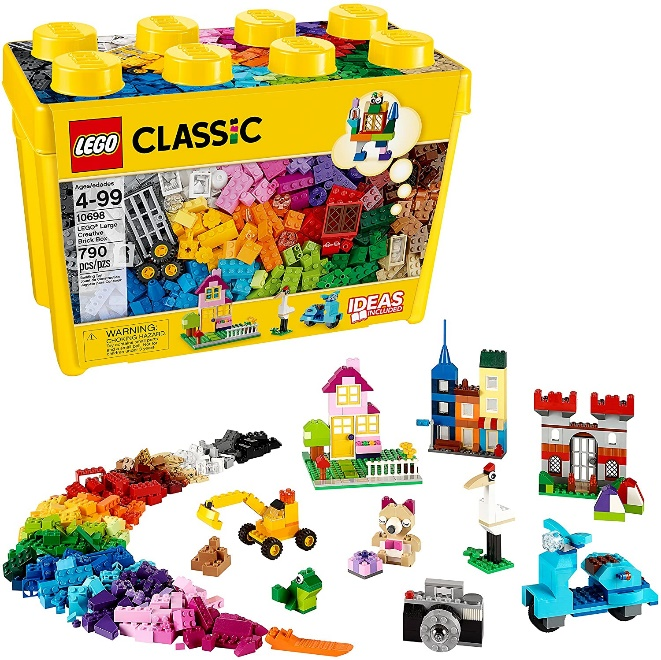 LEGO CLASSIC
Ages/edades
4-99
10698
LEGO® Large
Creative
Brick Box
790
pcs/pzs
WARNING:
CHOKING HAZARD.
IDEAS
INCLUDED